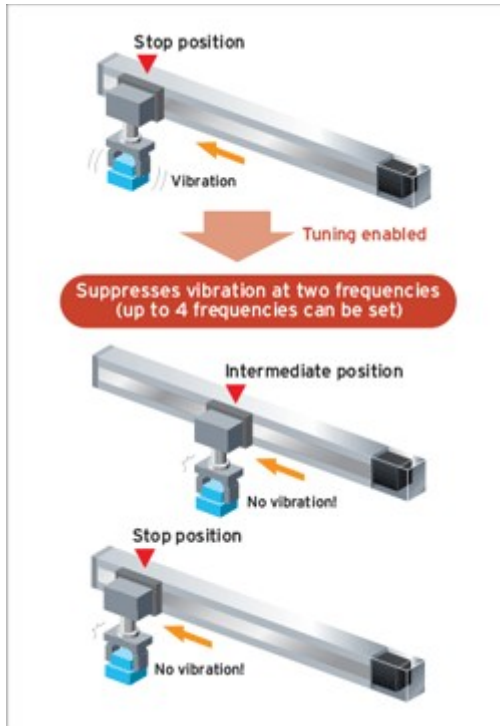 Stop position
Vibration
Tuning enabled
Suppresses vibration at two frequencies
(up to 4 frequencies can be set)
Intermediate position
No vibration!
Stop position
No vibration!